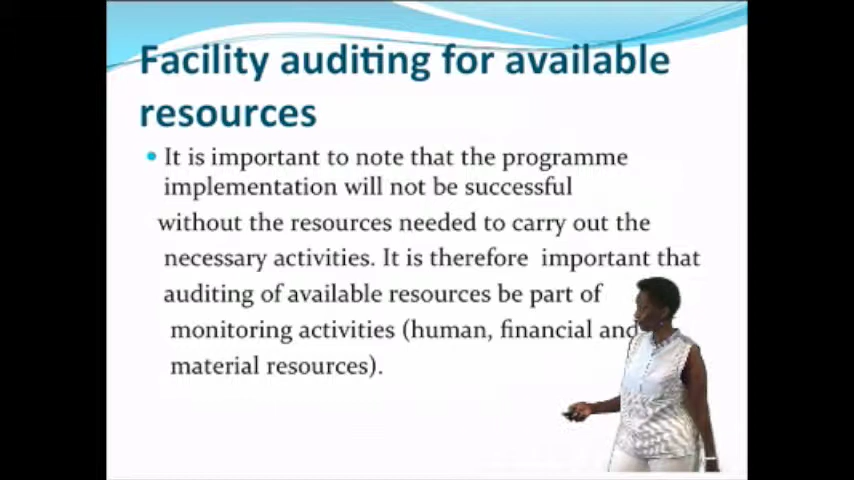 Facility auditing for available
resources
• It is important to note that the programme
implementation will not be successful
without the resources needed to carry out the
necessary activities. It is therefore important that
auditing of available resources be part of
monitoring activities (human, financial and
material resources).